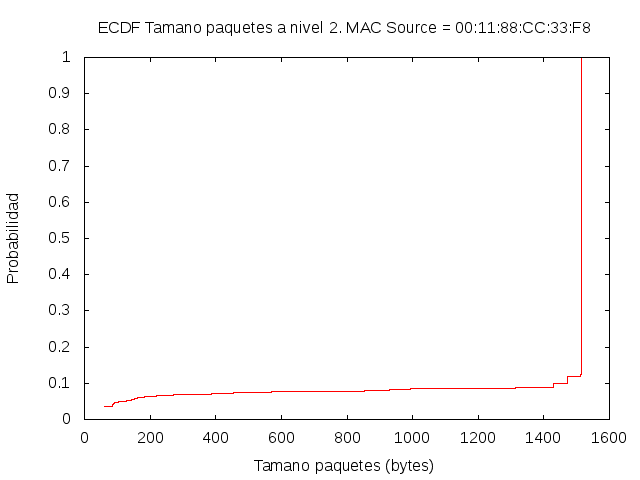 ECDF Tamano paquetes a nivel 2. MAC Source = 00:11:88:CC:33:F8
1
0.9
0.8
0.7
0.6
0.5
0.4
0.3
0.2
0.1
0
Probabilidad
0 200 400 600 800 1000 1200 1400 1600
Tamano paquetes (bytes)